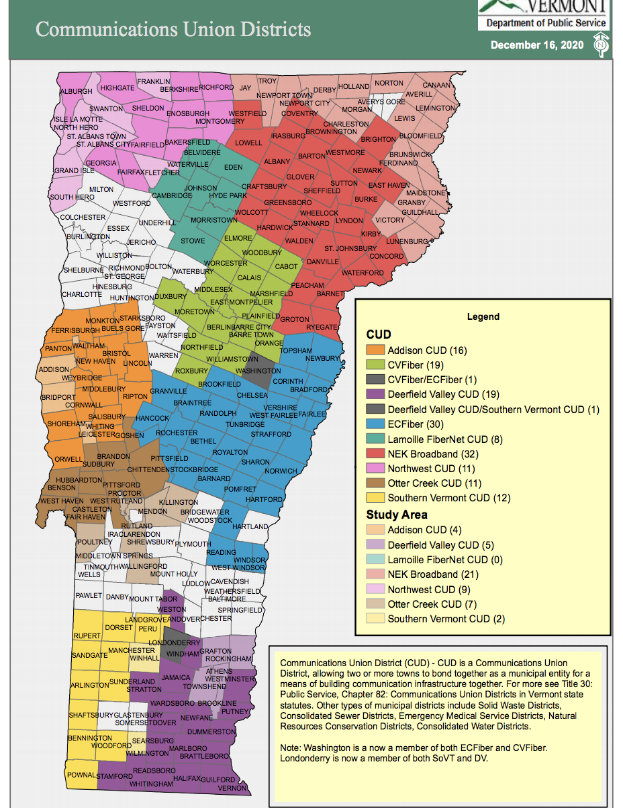 VERMONT
Communications Union Districts
Department of Public Service
December 16, 2020
N
ALBURGH
HIGHGATE
FRANKLIN
BERKSHIRE
RICHFORD
JAY
TROY
NEWPORT TOWN
DERBY
HOLLAND
NORTON
CANAAN
AVERILL
NEWPORT CITY
AVERYS GORE
MORGAN
LEMINGTON
SWANTON
SHELDON
ENOSBURGH
MONTGOMERY
WESTFIELD
COVENTRY
CHARLESTON
LEWIS
ISLE LA MOTTE
NORTH HERO
ST. ALBANS TOWN
ST. ALBANS CITY
FAIRFIELD
BAKERSFIELD
LOWELL
IRASBURG
BROWNINGTON
BRIGHTON
BLOOMFIELD
BELVIDERE
BARTON
WESTMORE
BRUNSWICK
FERDINAND
GEORGIA
GRAND ISLE
FAIRFAX
FLETCHER
WATERVILLE
EDEN
ALBANY
GLOVER
NEWARK
JOHNSON
CRAFTSBURY
SUTTON
EAST HAVEN
MAIDSTONE
SOUTH HERO
MILTON
CAMBRIDGE
HYDE PARK
SHEFFIELD
BURKE
GRANBY
GUILDHALL
WESTFORD
GREENSBORO
WOLCOTT
WHEELOCK
LYNDON
VICTORY
COLCHESTER
ESSEX
UNDERHILL
MORRISTOWN
HARDWICK
STANNARD
KIRBY
LUNENBURG
BURLINGTON
JERICHO
STOWE
ELMORE
WALDEN
ST. JOHNSBURY
CONCORD
WILLISTON
WOODBURY
DANVILLE
SHELBURNE
RICHMOND
BOLTON
ST. GEORGE
WATERBURY
WORCESTER
CABOT
WATERFORD
CALAIS
HINESBURG
CHARLOTTE
HUNTINGTON
DUXBURY
MIDDLESEX
MARSHFIELD
PEACHAM
BARNET
EAST MONTPELIER
MORETOWN
PLAINFIELD
GROTON
RYEGATE
MONKTON
STARKSBORO
FERRISBURGH
BUELS GORE
FAYSTON
BERLIN
BARRE CITY
BARRE TOWN
WAITSFIELD
ORANGE
TOPSHAM
PANTON
WALTHAM
BRISTOL
NORTHFIELD
NEWBURY
NEW HAVEN
LINCOLN
WARREN
WILLIAMSTOWN
ADDISON
ROXBURY
WASHINGTON
WEYBRIDGE
CORINTH
MIDDLEBURY
BROOKFIELD
BRADFORD
BRIDPORT
RIPTON
GRANVILLE
CHELSEA
CORNWALL
BRAINTREE
VERSHIRE
SALISBURY
HANCOCK
RANDOLPH
WEST FAIRLEE
FAIRLEE
SHOREHAM
WHITING
TUNBRIDGE
LEICESTER
GOSHEN
ROCHESTER
STRAFFORD
BETHEL
ORWELL
BRANDON
SUDBURY
ROYALTON
PITTSFIELD
SHARON
HUBBARDTON
CHITTENDEN
STOCKBRIDGE
NORWICH
BENSON
PITTSFORD
BARNARD
PROCTOR
POMFRET
WEST HAVEN
WEST RUTLAND
KILLINGTON
HARTFORD
CASTLETON
MENDON
BRIDGEWATER
FAIR HAVEN
WOODSTOCK
RUTLAND
HARTLAND
IRA
CLARENDON
POULTNEY
SHREWSBURY
PLYMOUTH
READING
MIDDLETOWN SPRINGS
WINDSOR
TINMOUTH
WALLINGFORD
WEST WINDSOR
WELLS
MOUNT HOLLY
LUDLOW
CAVENDISH
WEATHERSFIELD
PAWLET
DANBY
MOUNT TABOR
BALTIMORE
WESTON
SPRINGFIELD
LANDGROVE
ANDOVER
CHESTER
DORSET
PERU
RUPERT
LONDONDERRY
SANDGATE
MANCHESTER
WINHALL
WINDHAM
GRAFTON
ROCKINGHAM
ATHENS
ARLINGTON
SUNDERLAND
JAMAICA
WESTMINSTER
STRATTON
TOWNSHEND
WARDSBORO
BROOKLINE
SHAFTSBURY
GLASTENBURY
PUTNEY
SOMERSET
DOVER
NEWFANE
BENNINGTON
SEARSBURG
DUMMERSTON
WOODFORD
MARLBORO
WILMINGTON
BRATTLEBORO
POWNAL
STAMFORD
READSBORO
HALIFAX
GUILFORD
WHITINGHAM
VERNON
Legend
CUD
Addison CUD (16)
CVFiber (19)
CVFiber/ECFiber (1)
Deerfield Valley CUD (19)
Deerfield Valley CUD/Southern Vermont CUD (1)
ECFiber (30)
Lamoille FiberNet CUD (8)
NEK Broadband (32)
Northwest CUD (11)
Otter Creek CUD (11)
Southern Vermont CUD (12)
Study Area
Addison CUD (4)
Deerfield Valley CUD (5)
Lamoille FiberNet CUD (0)
NEK Broadband (21)
Northwest CUD (9)
Otter Creek CUD (7)
Southern Vermont CUD (2)
Communications Union District (CUD) - CUD is a Communications Union
District, allowing two or more towns to bond together as a municipal entity for a
means of building communication infrastructure together. For more see Title 30:
Public Service, Chapter 82: Communications Union Districts in Vermont state
statutes. Other types of municipal districts include Solid Waste Districts,
Consolidated Sewer Districts, Emergency Medical Service Districts, Natural
Resources Conservation Districts, Consolidated Water Districts.
Note: Washington is a now a member of both ECFiber and CVFiber.
Londonderry is now a member of both SoVT and DV.